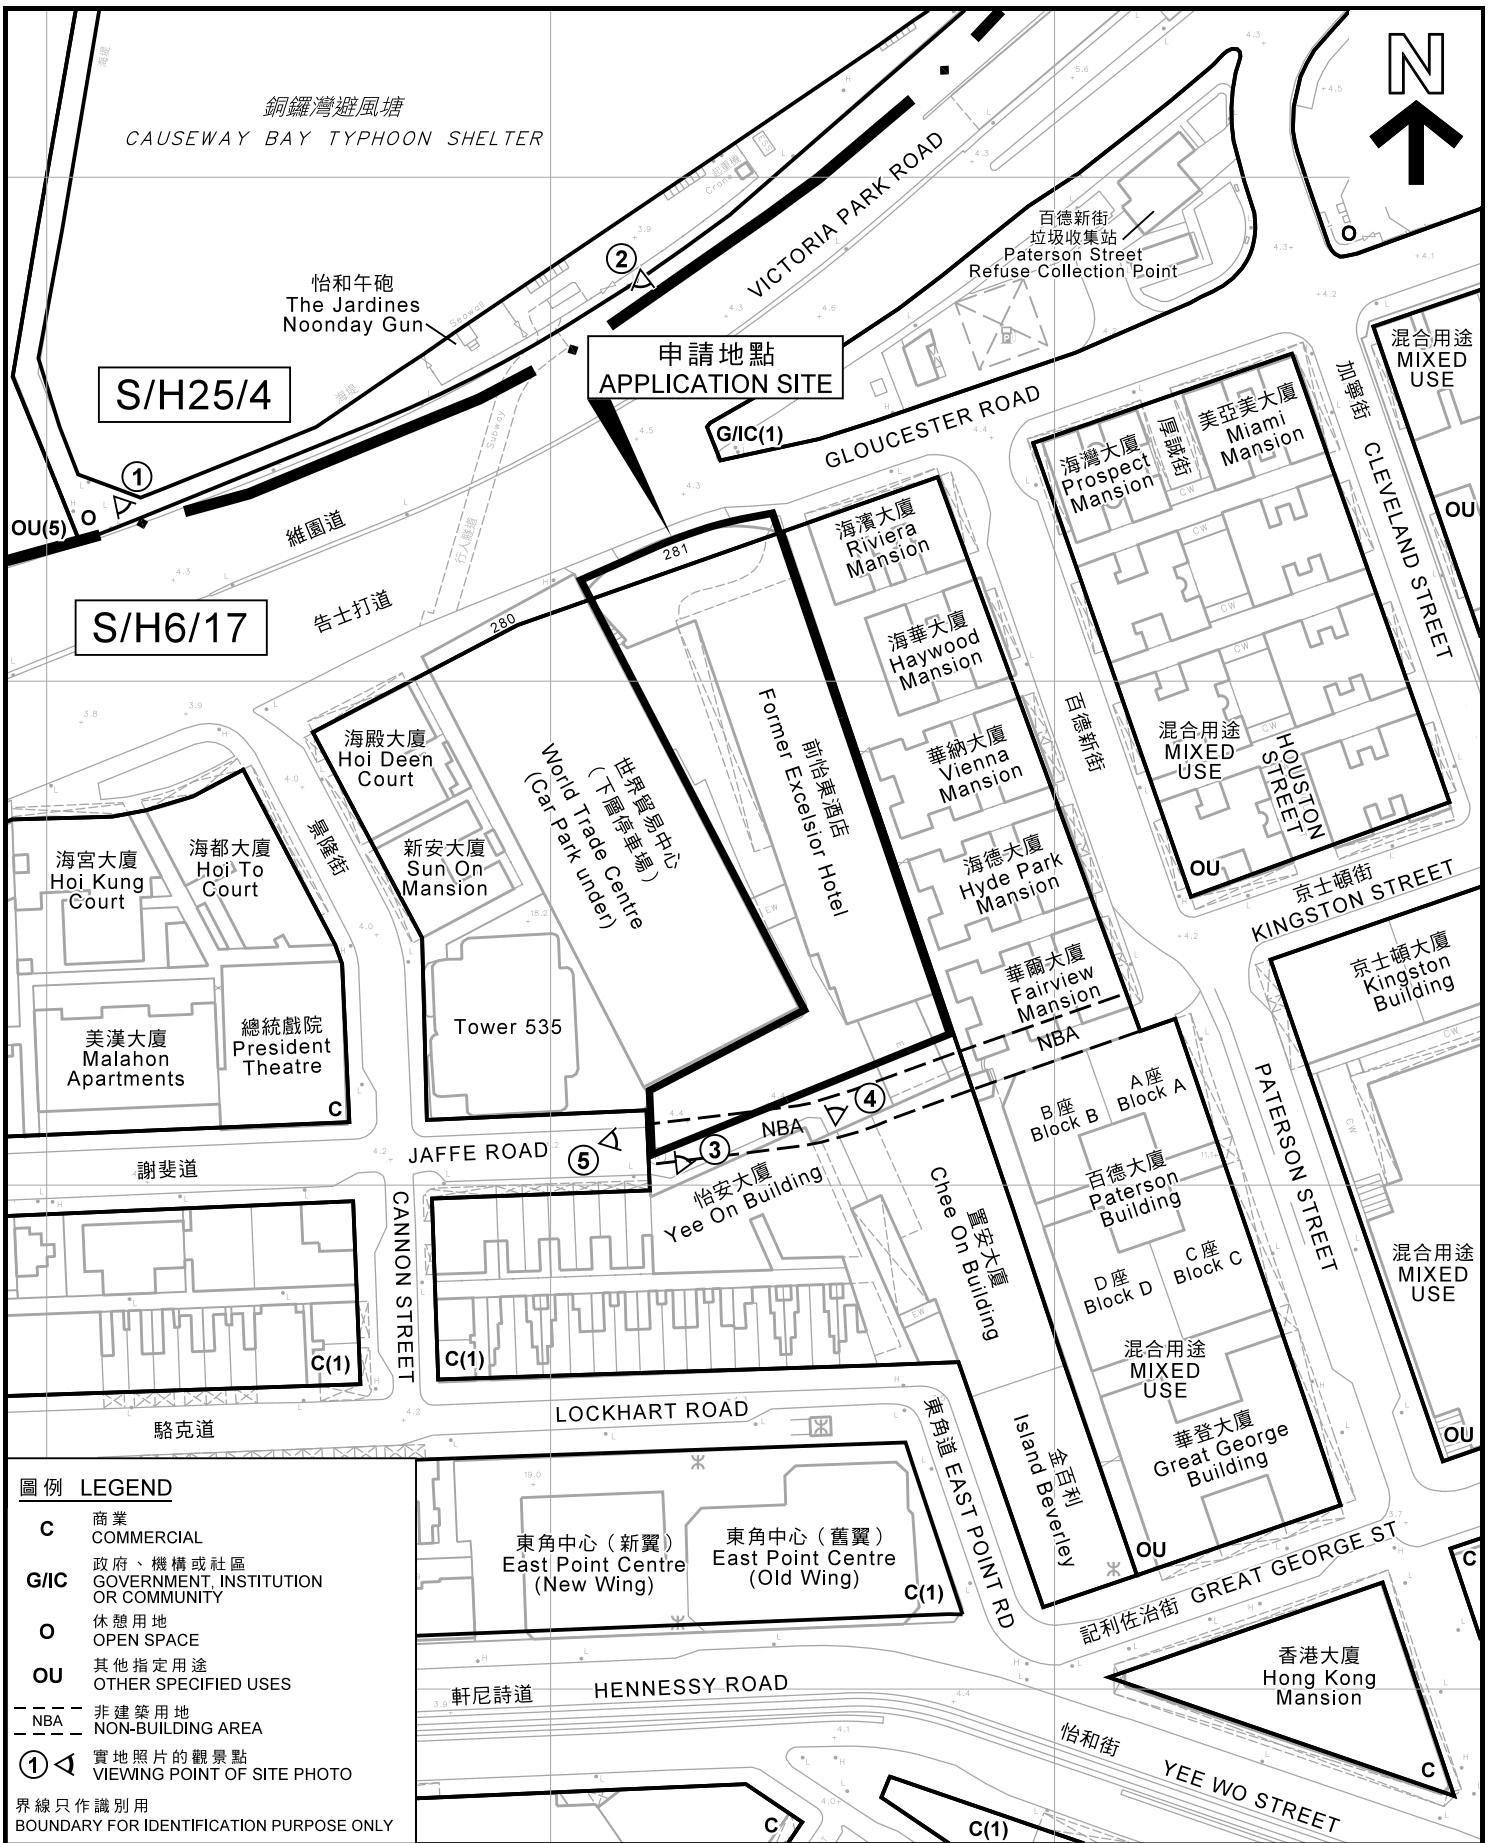 銅鑼灣避風塘
CAUSEWAY BAY TYPHOON SHELTER
N
怡和午砲
The Jardines
Noonday Gun
Seawall
海堤
起重機
Crane
ESS
VICTORIA PARK ROAD
維園道
百德新街
垃圾收集站
Paterson Street
Refuse Collection Point
O
S/H25/4
申請地點
APPLICATION SITE
G/IC(1)
GLOUCESTER ROAD
告士打道
行人隧道
Subway
1
2
OU(5)
O
S/H6/17
混合用途
MIXED
USE
OU
加寧街 CLEVELAND STREET
美亞美大廈
Miami
Mansion
厚誠街
海灣大廈
Prospect
Mansion
海濱大廈
Riviera
Mansion
281
280
海華大廈
Haywood
Mansion
華納大廈
Vienna
Mansion
海德大廈
Hyde Park
Mansion
華爾大廈
Fairview
Mansion
百德新街
混合用途
MIXED
USE
HOUSTON
STREET
OU
京士頓街
KINGSTON STREET
京士頓大廈
Kingston
Building
前怡東酒店
Former Excelsior Hotel
世界貿易中心
(下層停車場)
World Trade Centre
(Car Park under)
海殿大廈
Hoi Deen
Court
新安大廈
Sun On
Mansion
景隆街
海都大廈
Hoi To
Court
海宮大廈
Hoi Kung
Court
美漢大廈
Malahon
Apartments
總統戲院
President
Theatre
C
Tower 535
NBA
NBA
4
3
5
JAFFE ROAD
謝斐道
怡安大廈
Yee On Building
CANNON STREET
C(1)
C(1)
置安大廈
Chee On Building
A座
Block A
B座
Block B
百德大廈
Paterson
Building
C座
Block C
D座
Block D
混合用途
MIXED
USE
華登大廈
Great George
Building
OU
PATERSON STREET
混合用途
MIXED
USE
OU
LOCKHART ROAD
駱克道
東角道 EAST POINT RD
金百利
Island Beverley
東角中心(新翼)
East Point Centre
(New Wing)
東角中心(舊翼)
East Point Centre
(Old Wing)
C(1)
記利佐治街 GREAT GEORGE ST
C
香港大廈
Hong Kong
Mansion
C
軒尼詩道 HENNESSY ROAD
怡和街 YEE WO STREET
C
C(1)
圖例 LEGEND
C 商業
COMMERCIAL
G/IC 政府、機構或社區
GOVERNMENT, INSTITUTION
OR COMMUNITY
O 休憩用地
OPEN SPACE
OU 其他指定用途
OTHER SPECIFIED USES
NBA 非建築用地
NON-BUILDING AREA
1 實地照片的觀景點
VIEWING POINT OF SITE PHOTO
界線只作識別用
BOUNDARY FOR IDENTIFICATION PURPOSE ONLY